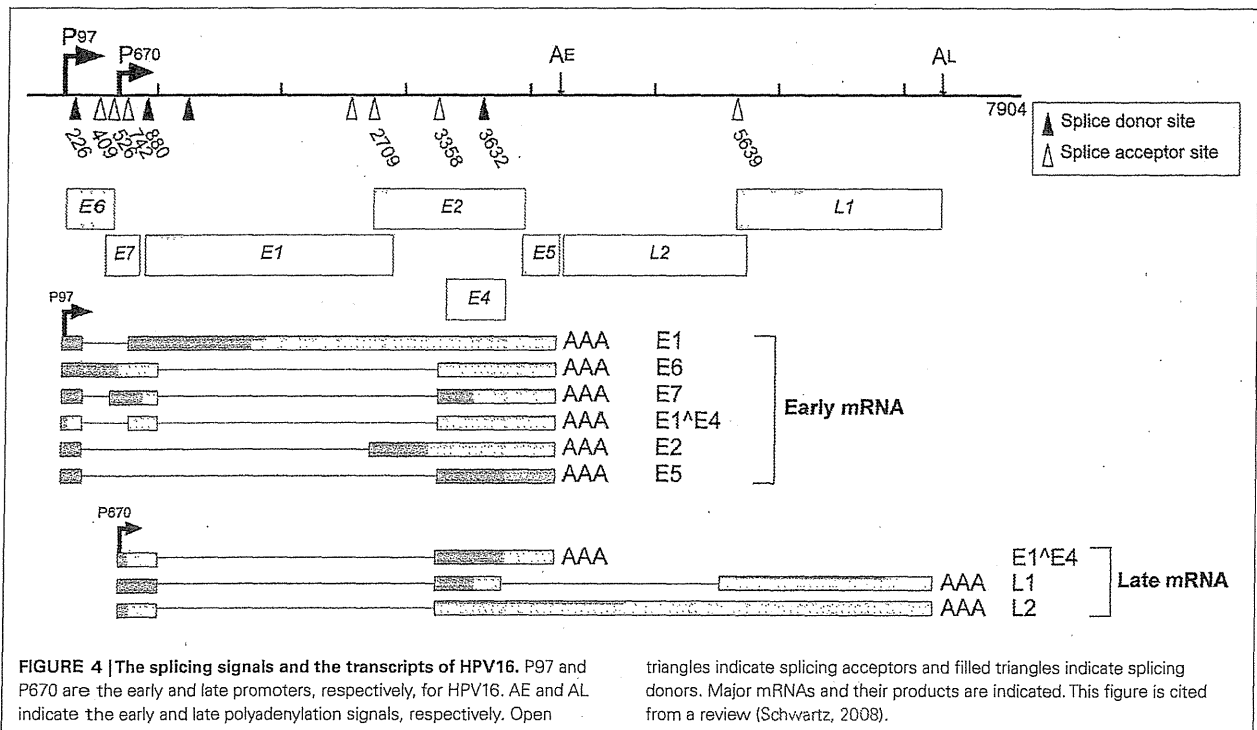 P97
P670
AE
AL
7904
226
409
526
742
880
2709
3358
3632
5639
Splice donor site
Splice acceptor site
E6
E2
L1
E7
E1
E5
L2
E4
P97
AAA E1
AAA E6
AAA E7
AAA E1^E4
AAA E2
AAA E5
Early mRNA
P670
AAA E1^E4
AAA L1
AAA L2
Late mRNA
FIGURE 4 | The splicing signals and the transcripts of HPV16. P97 and
P670 are the early and late promoters, respectively, for HPV16. AE and AL
indicate the early and late polyadenylation signals, respectively. Open
triangles indicate splicing acceptors and filled triangles indicate splicing
donors. Major mRNAs and their products are indicated. This figure is cited
from a review (Schwartz, 2008).